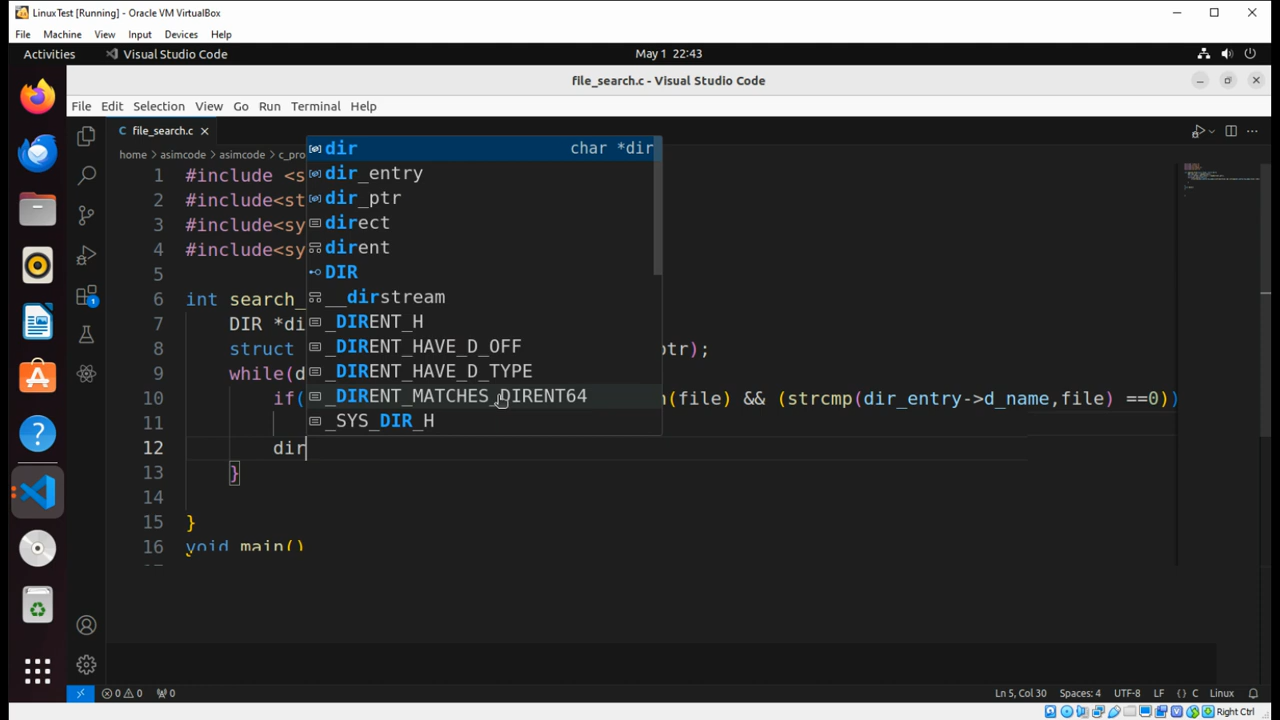 LinuxTest [Running] - Oracle VM VirtualBox
File Machine View Input Devices Help
Activities Visual Studio Code May 1 22:43
file_search.c - Visual Studio Code
File Edit Selection View Go Run Terminal Help
C file_search.c
home > asimcode > asimcode > c_pro
dir char *dir
dir_entry
dir_ptr
direct
dirent
DIR
__dirstream
_DIRENT_H
_DIRENT_HAVE_D_OFF
_DIRENT_HAVE_D_TYPE
_DIRENT_MATCHES_DIRENT64
_SYS_DIR_H
1 #include <s
2 #include<st
3 #include<sy
4 #include<sy
5
6 int search_
7 DIR *di
8 struct ptr);
9 while(d
10 if( (file) && (strcmp(dir_entry->d_name,file) ==0))
11
12 dir
13 }
14
15 }
16 void main()
1
0 0 0 Ln 5, Col 30 Spaces: 4 UTF-8 LF {} C Linux
Right Ctrl